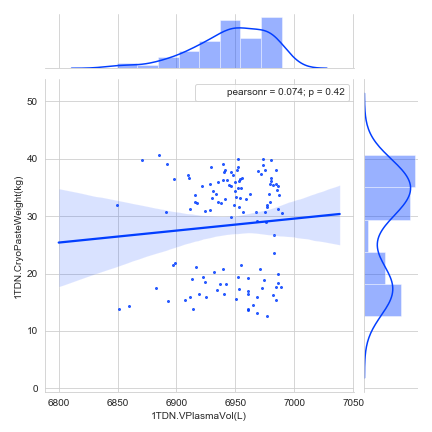 pearsonr = 0.074; p = 0.42
50
40
30
20
10
0
1TDN.CryoPasteWeight(kg)
6800 6850 6900 6950 7000 7050
1TDN.VPlasmaVol(L)